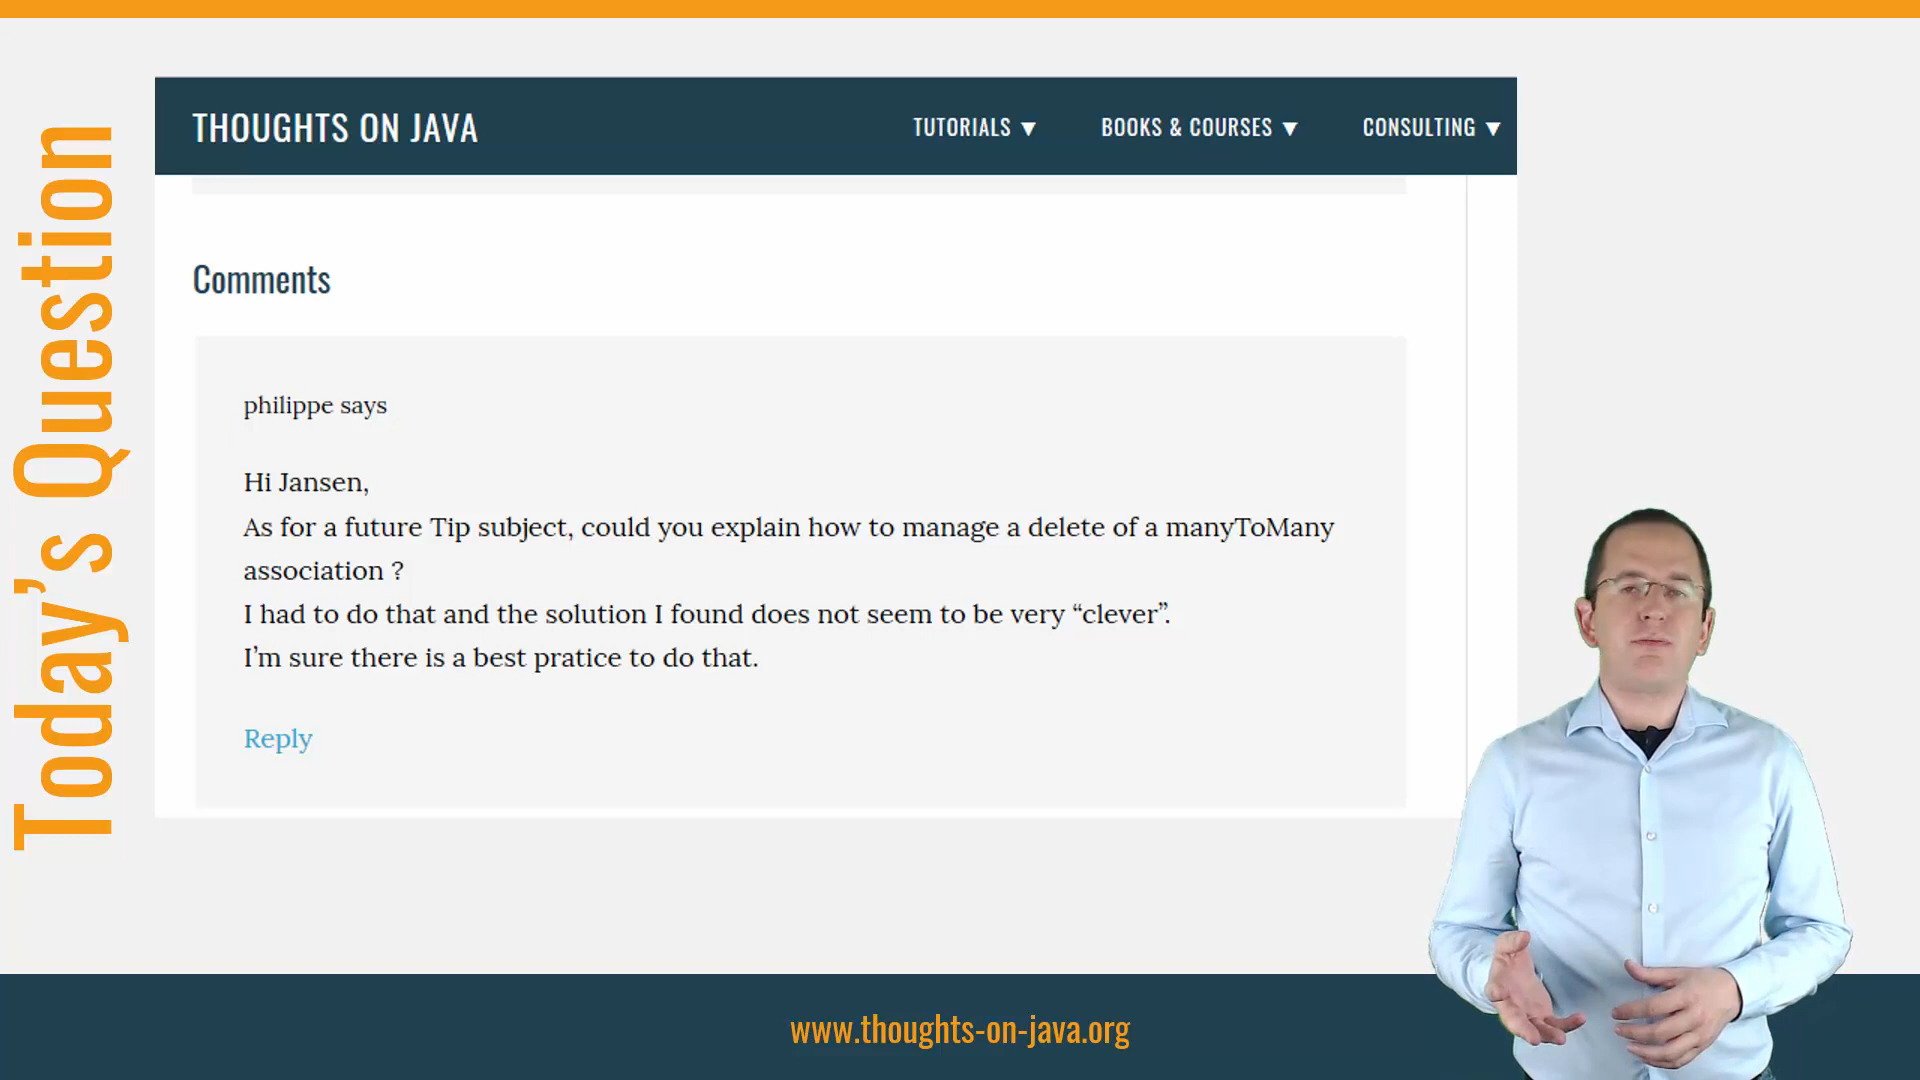 Today's Question
THOUGHTS ON JAVA
TUTORIALS ▼ BOOKS & COURSES ▼ CONSULTING ▼
Comments
philippe says
Hi Jansen,
As for a future Tip subject, could you explain how to manage a delete of a manyToMany
association ?
I had to do that and the solution I found does not seem to be very “clever”.
I’m sure there is a best pratice to do that.
Reply
www.thoughts-on-java.org